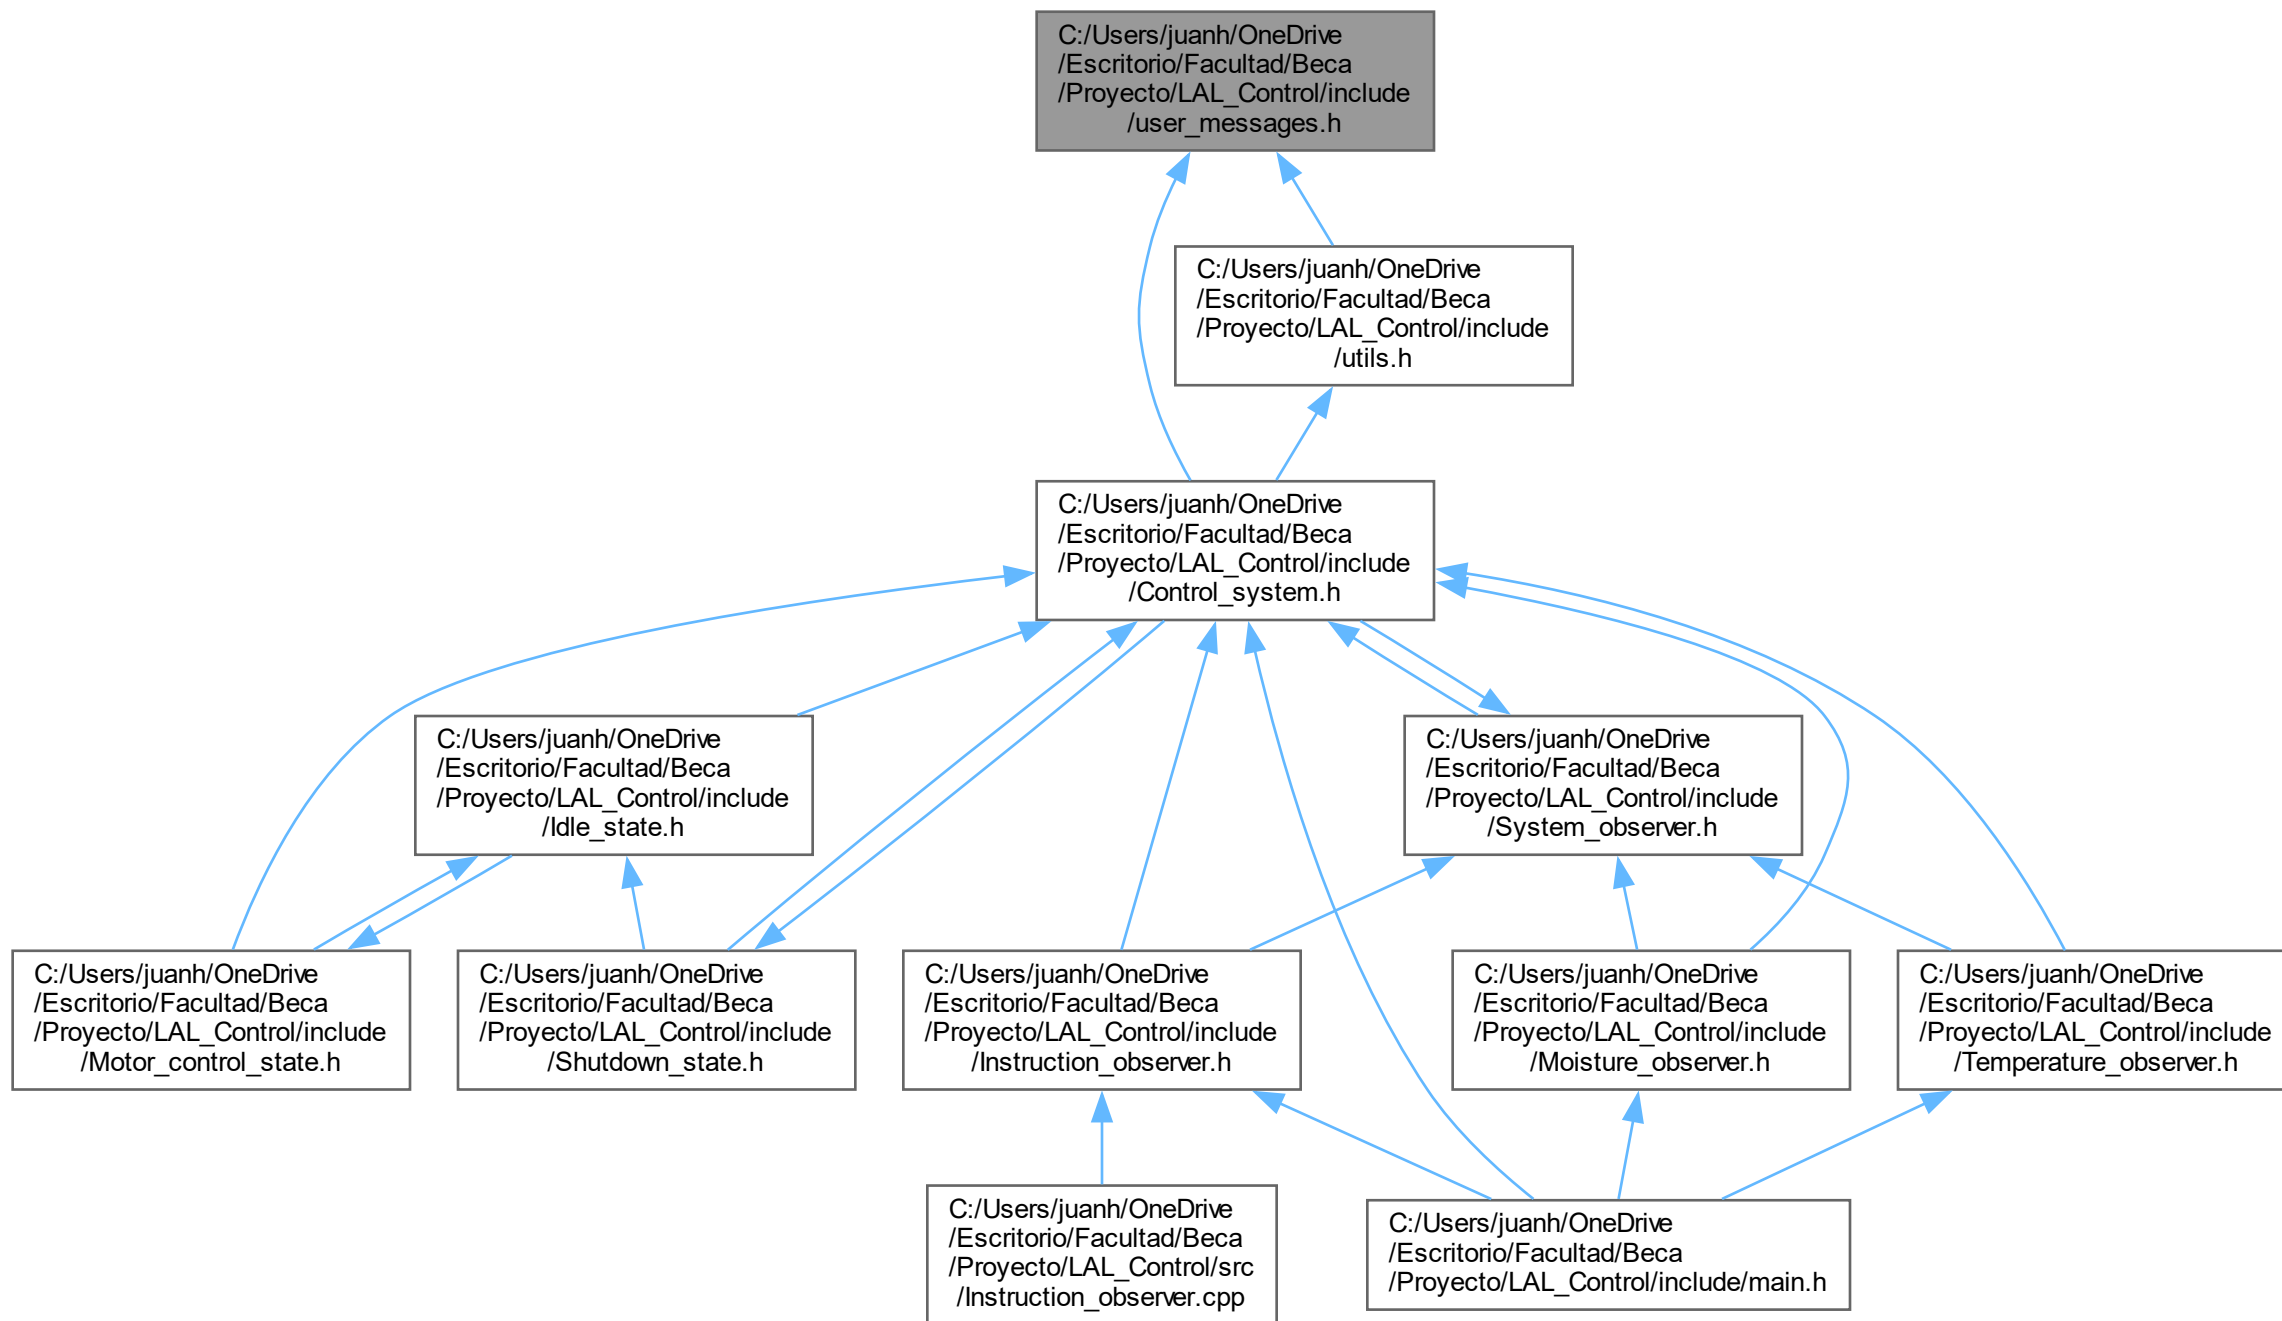 C:/Users/juanh/OneDrive
/Escritorio/Facultad/Beca
/Proyecto/LAL_Control/include
/user_messages.h
C:/Users/juanh/OneDrive
/Escritorio/Facultad/Beca
/Proyecto/LAL_Control/include
/utils.h
C:/Users/juanh/OneDrive
/Escritorio/Facultad/Beca
/Proyecto/LAL_Control/include
/Control_system.h
C:/Users/juanh/OneDrive
/Escritorio/Facultad/Beca
/Proyecto/LAL_Control/include
/Idle_state.h
C:/Users/juanh/OneDrive
/Escritorio/Facultad/Beca
/Proyecto/LAL_Control/include
/System_observer.h
C:/Users/juanh/OneDrive
/Escritorio/Facultad/Beca
/Proyecto/LAL_Control/include
/Motor_control_state.h
C:/Users/juanh/OneDrive
/Escritorio/Facultad/Beca
/Proyecto/LAL_Control/include
/Shutdown_state.h
C:/Users/juanh/OneDrive
/Escritorio/Facultad/Beca
/Proyecto/LAL_Control/include
/Instruction_observer.h
C:/Users/juanh/OneDrive
/Escritorio/Facultad/Beca
/Proyecto/LAL_Control/include
/Moisture_observer.h
C:/Users/juanh/OneDrive
/Escritorio/Facultad/Beca
/Proyecto/LAL_Control/include
/Temperature_observer.h
C:/Users/juanh/OneDrive
/Escritorio/Facultad/Beca
/Proyecto/LAL_Control/src
/Instruction_observer.cpp
C:/Users/juanh/OneDrive
/Escritorio/Facultad/Beca
/Proyecto/LAL_Control/include/main.h